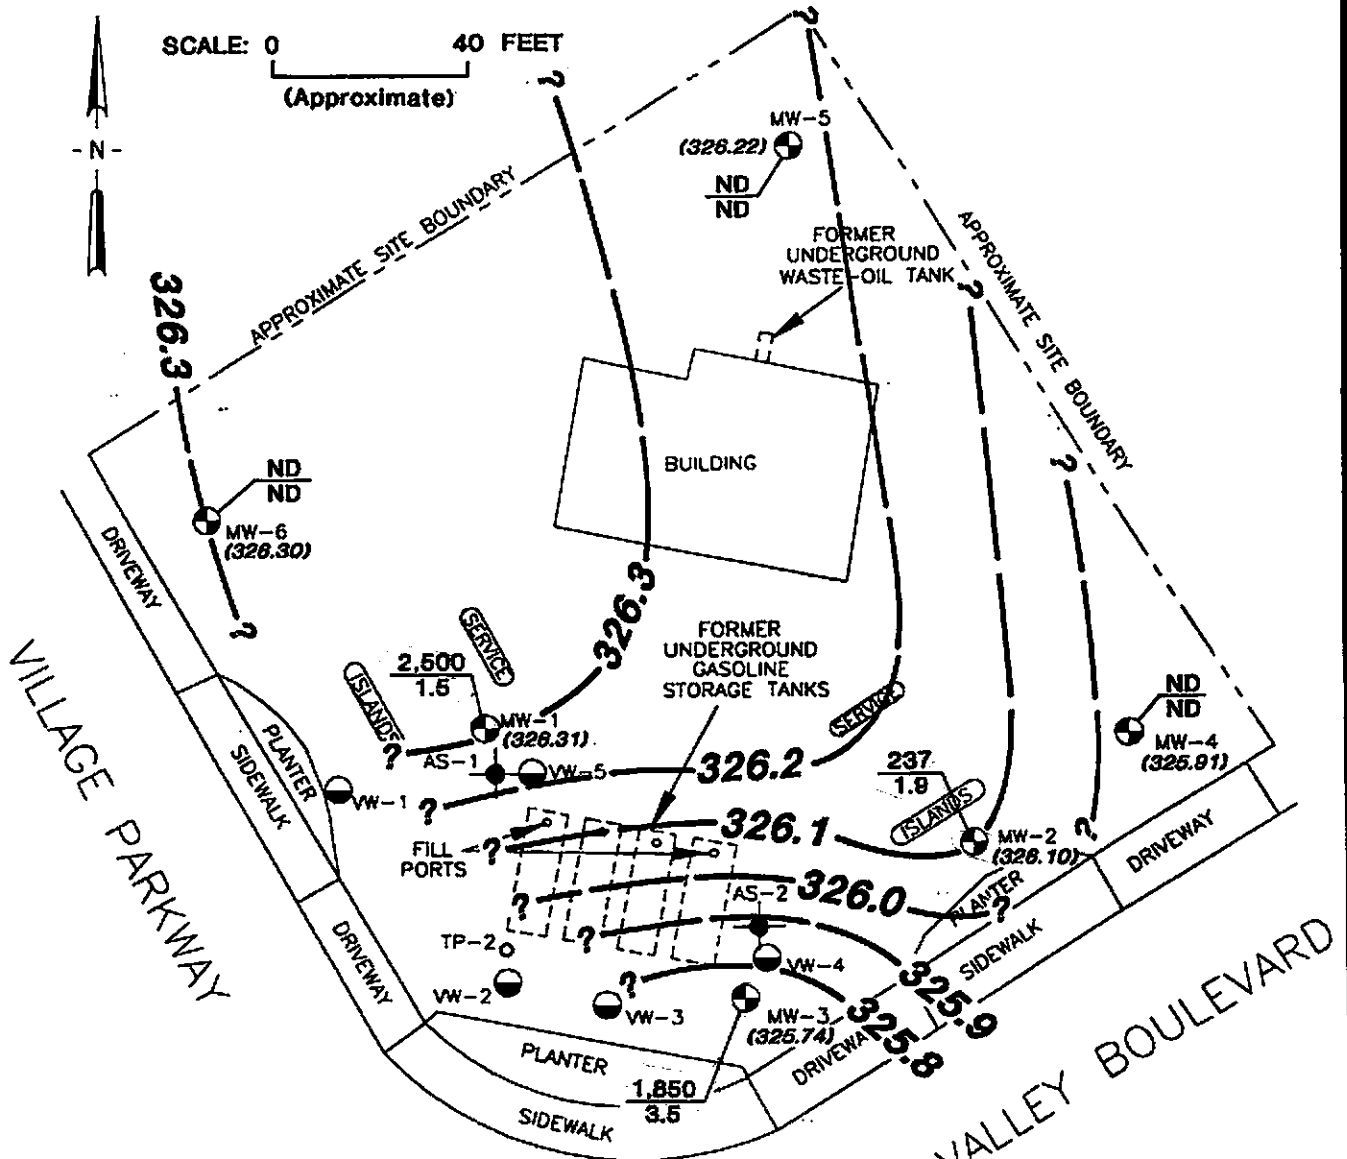 SCALE: 0 40 FEET
(Approximate)
- N -
?
?
MW-5
(326.22)
ND
ND
APPROXIMATE SITE BOUNDARY
FORMER
UNDERGROUND
WASTE-OIL TANK
APPROXIMATE SITE BOUNDARY
?
326.3
BUILDING
?
ND
ND
MW-6
(326.30)
DRIVEWAY
?
326.3
SERVICE
ISLANDS
2,500
1.5
MW-1
(326.31)
?
AS-1
VW-5
FORMER
UNDERGROUND
GASOLINE
STORAGE TANKS
SERVICE
ISLANDS
ND
ND
MW-4
(325.91)
237
1.9
MW-2
(326.10)
?
VILLAGE PARKWAY
PLANTER
SIDEWALK
VW-1
?
326.2
FILL
PORTS
?
326.1
?
326.0
?
AS-2
PLANTER
DRIVEWAY
SIDEWALK
DRIVEWAY
TP-2
?
325.9
VW-4
VW-2
?
325.8
VW-3
MW-3
(325.74)
DRIVEWA
PLANTER
1,850
3.5
SIDEWALK
VALLEY BOULEVARD